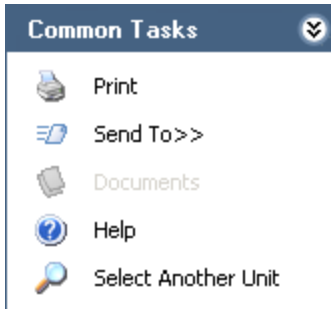 Common Tasks
Print
Send To>>
Documents
Help
Select Another Unit